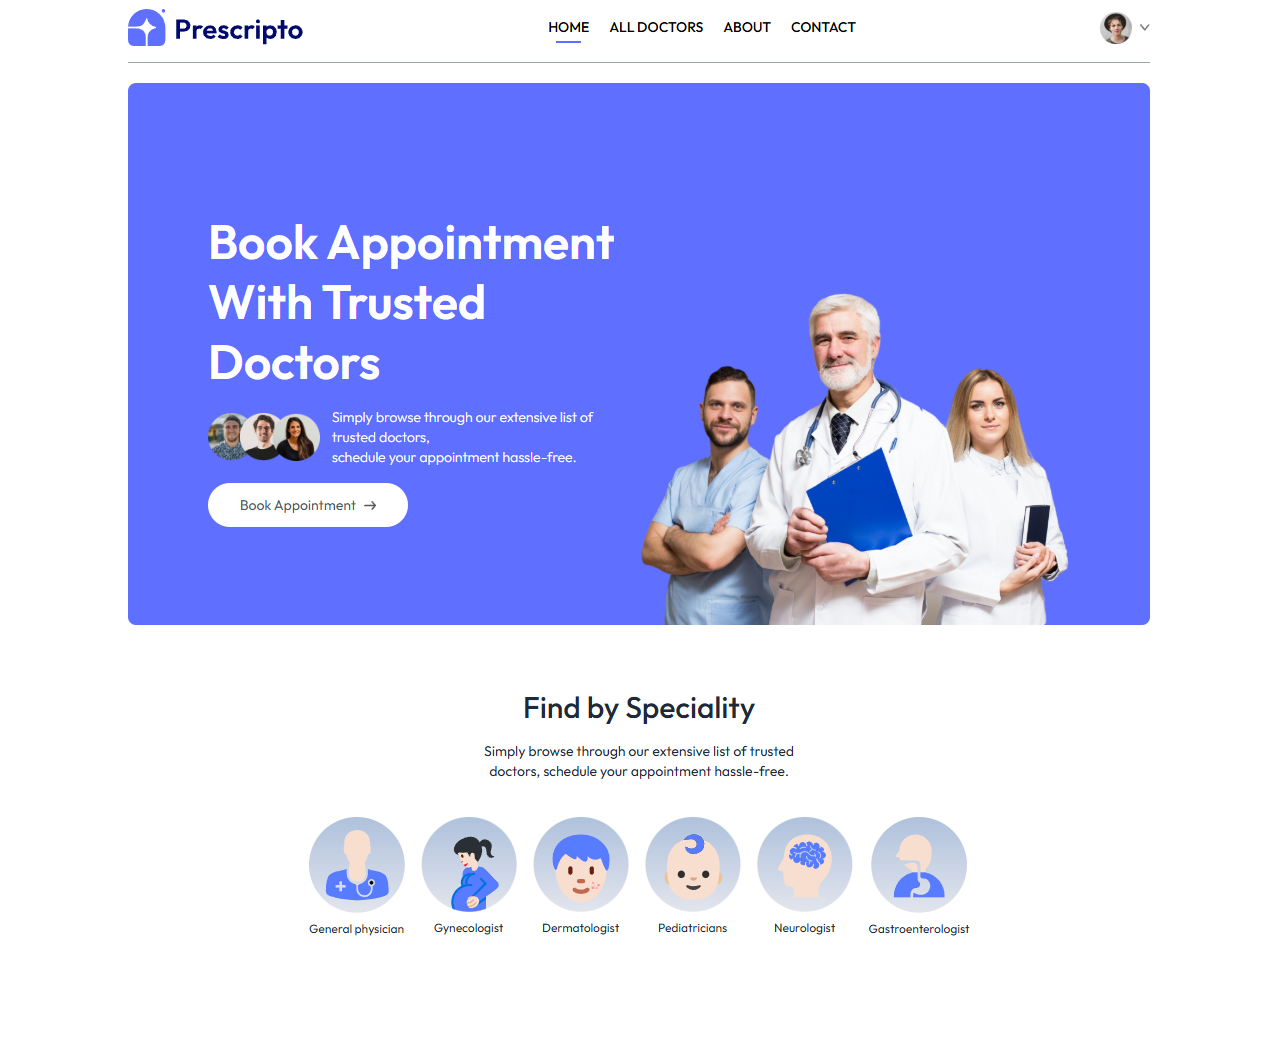 Prescripto
HOME
ALL DOCTORS
ABOUT
CONTACT
Book Appointment
With Trusted
Doctors
Simply browse through our extensive list of
trusted doctors,
schedule your appointment hassle-free.
Book Appointment →
Find by Speciality
Simply browse through our extensive list of trusted
doctors, schedule your appointment hassle-free.
General physician
Gynecologist
Dermatologist
Pediatricians
Neurologist
Gastroenterologist